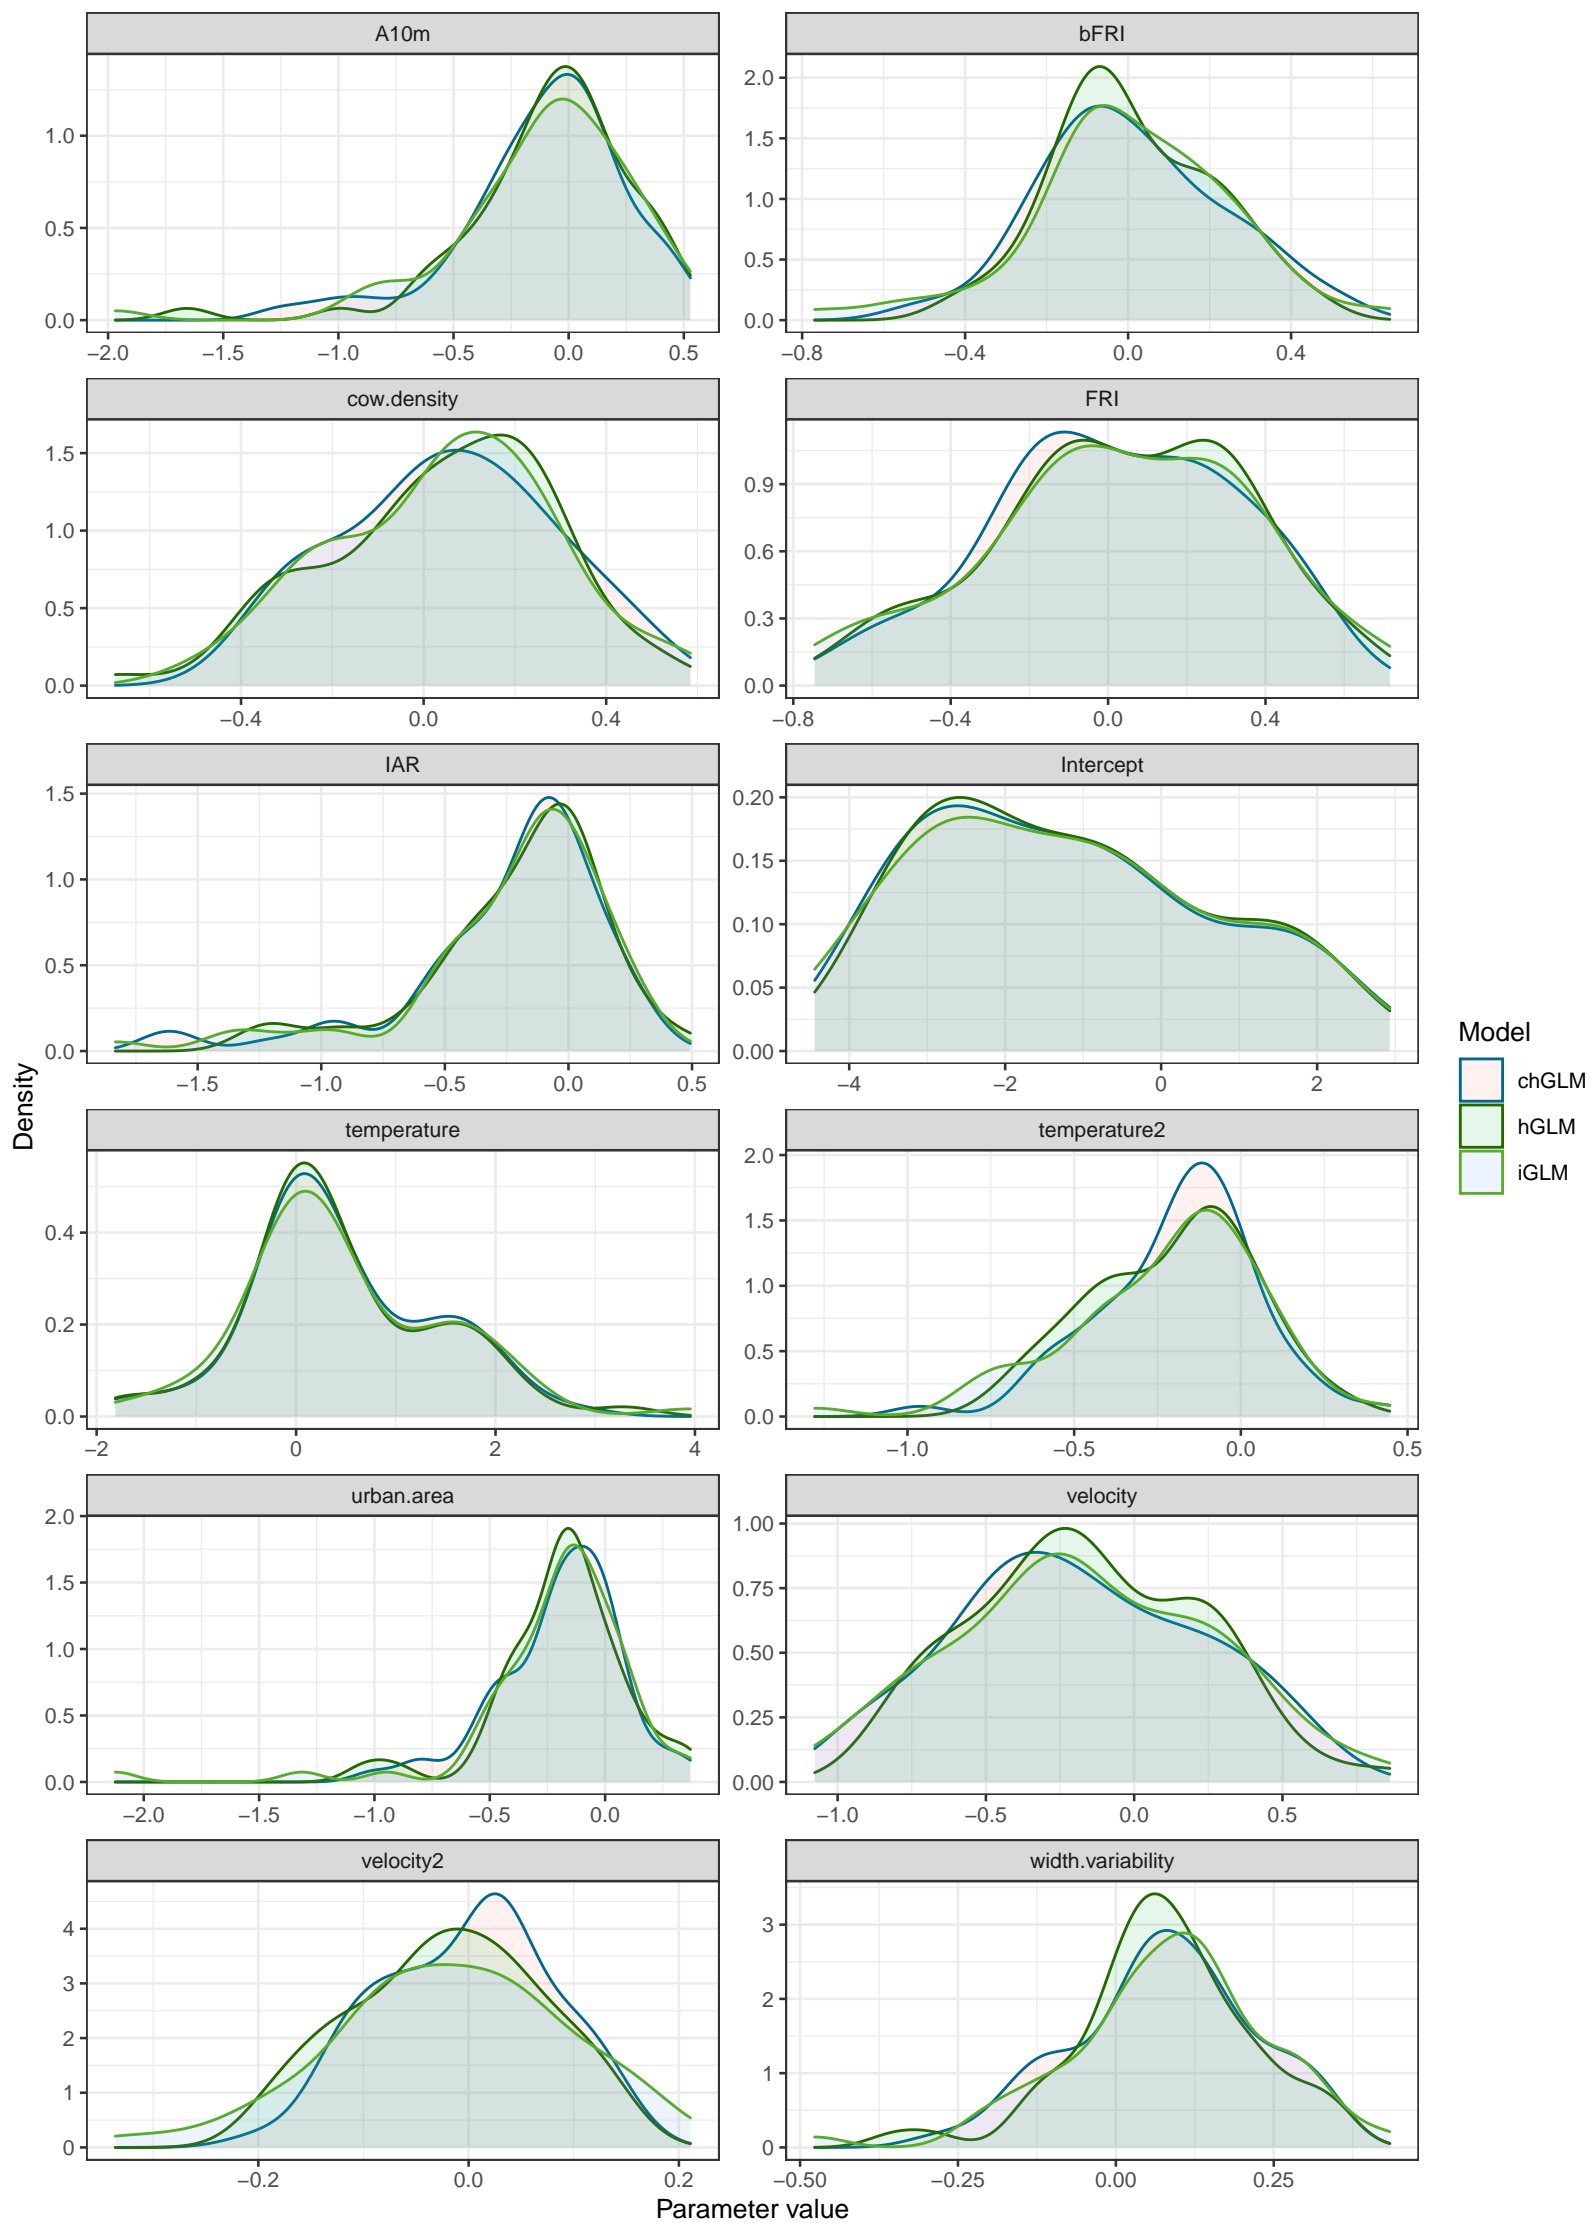 A10m
bFRI
1.0
0.5
0.0
−2.0 −1.5 −1.0 −0.5 0.0 0.5
2.0
1.5
1.0
0.5
0.0
−0.8 −0.4 0.0 0.4
cow.density
FRI
1.5
1.0
0.5
0.0
−0.4 0.0 0.4
0.9
0.6
0.3
0.0
−0.8 −0.4 0.0 0.4
IAR
Intercept
1.5
1.0
0.5
0.0
−1.5 −1.0 −0.5 0.0 0.5
0.20
0.15
0.10
0.05
0.00
−4 −2 0 2
temperature
temperature2
0.4
0.2
0.0
−2 0 2 4
2.0
1.5
1.0
0.5
0.0
−1.0 −0.5 0.0 0.5
urban.area
velocity
2.0
1.5
1.0
0.5
0.0
−2.0 −1.5 −1.0 −0.5 0.0
1.00
0.75
0.50
0.25
0.00
−1.0 −0.5 0.0 0.5
velocity2
width.variability
4
3
2
1
0
−0.2 0.0 0.2
3
2
1
0
−0.50 −0.25 0.00 0.25
Density
Parameter value
Model
chGLM
hGLM
iGLM